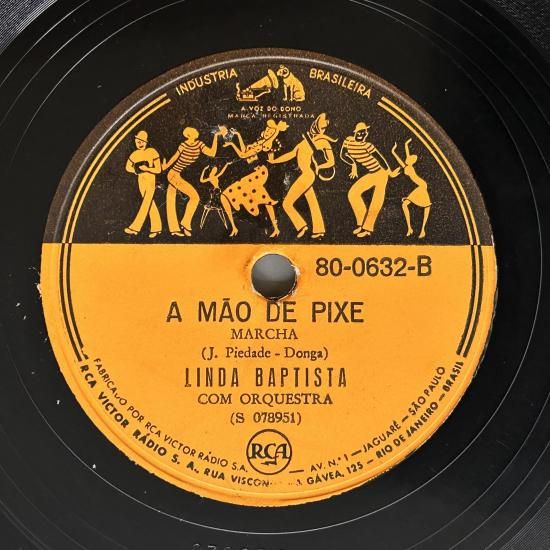 INDUSTRIA BRASILEIRA
A VOZ DO DONO
MARCA REGISTRADA
80-0632-B
A MÃO DE PIXE
MARCHA
(J. Piedade - Donga)
LINDA BAPTISTA
COM ORQUESTRA
(S 078951)
RCA
FABRICADO POR RCA VICTOR RÁDIO S.A. — AV. N.º 1 - JAGUARÉ - SÃO PAULO
RCA VICTOR RÁDIO S. A., RUA GÁVEA, 125 - RIO DE JANEIRO - BRASIL